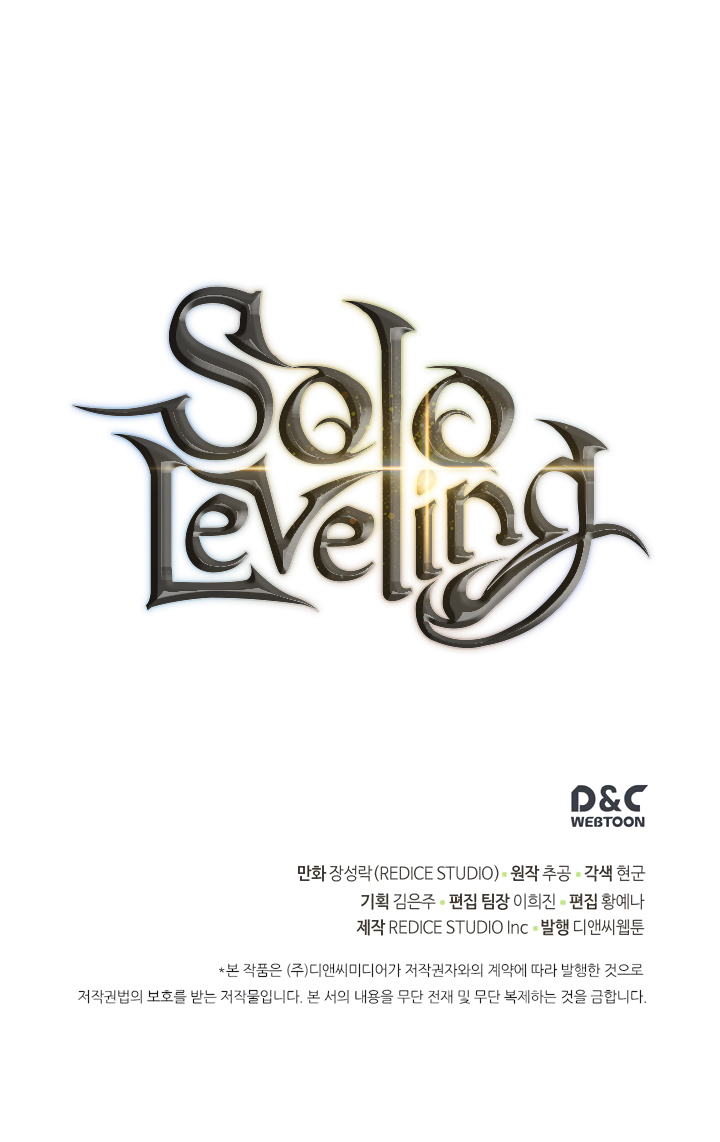 Solo
Leveling
D&C
WEBTOON
만화 장성락(REDICE STUDIO) • 원작 추공 • 각색 현군
기획 김은주 • 편집 팀장 이희진 • 편집 황예나
제작 REDICE STUDIO Inc • 발행 디앤씨웹툰
*본 작품은 (주)디앤씨미디어가 저작권자와의 계약에 따라 발행한 것으로
저작권법의 보호를 받는 저작물입니다. 본 서의 내용을 무단 전재 및 무단 복제하는 것을 금합니다.